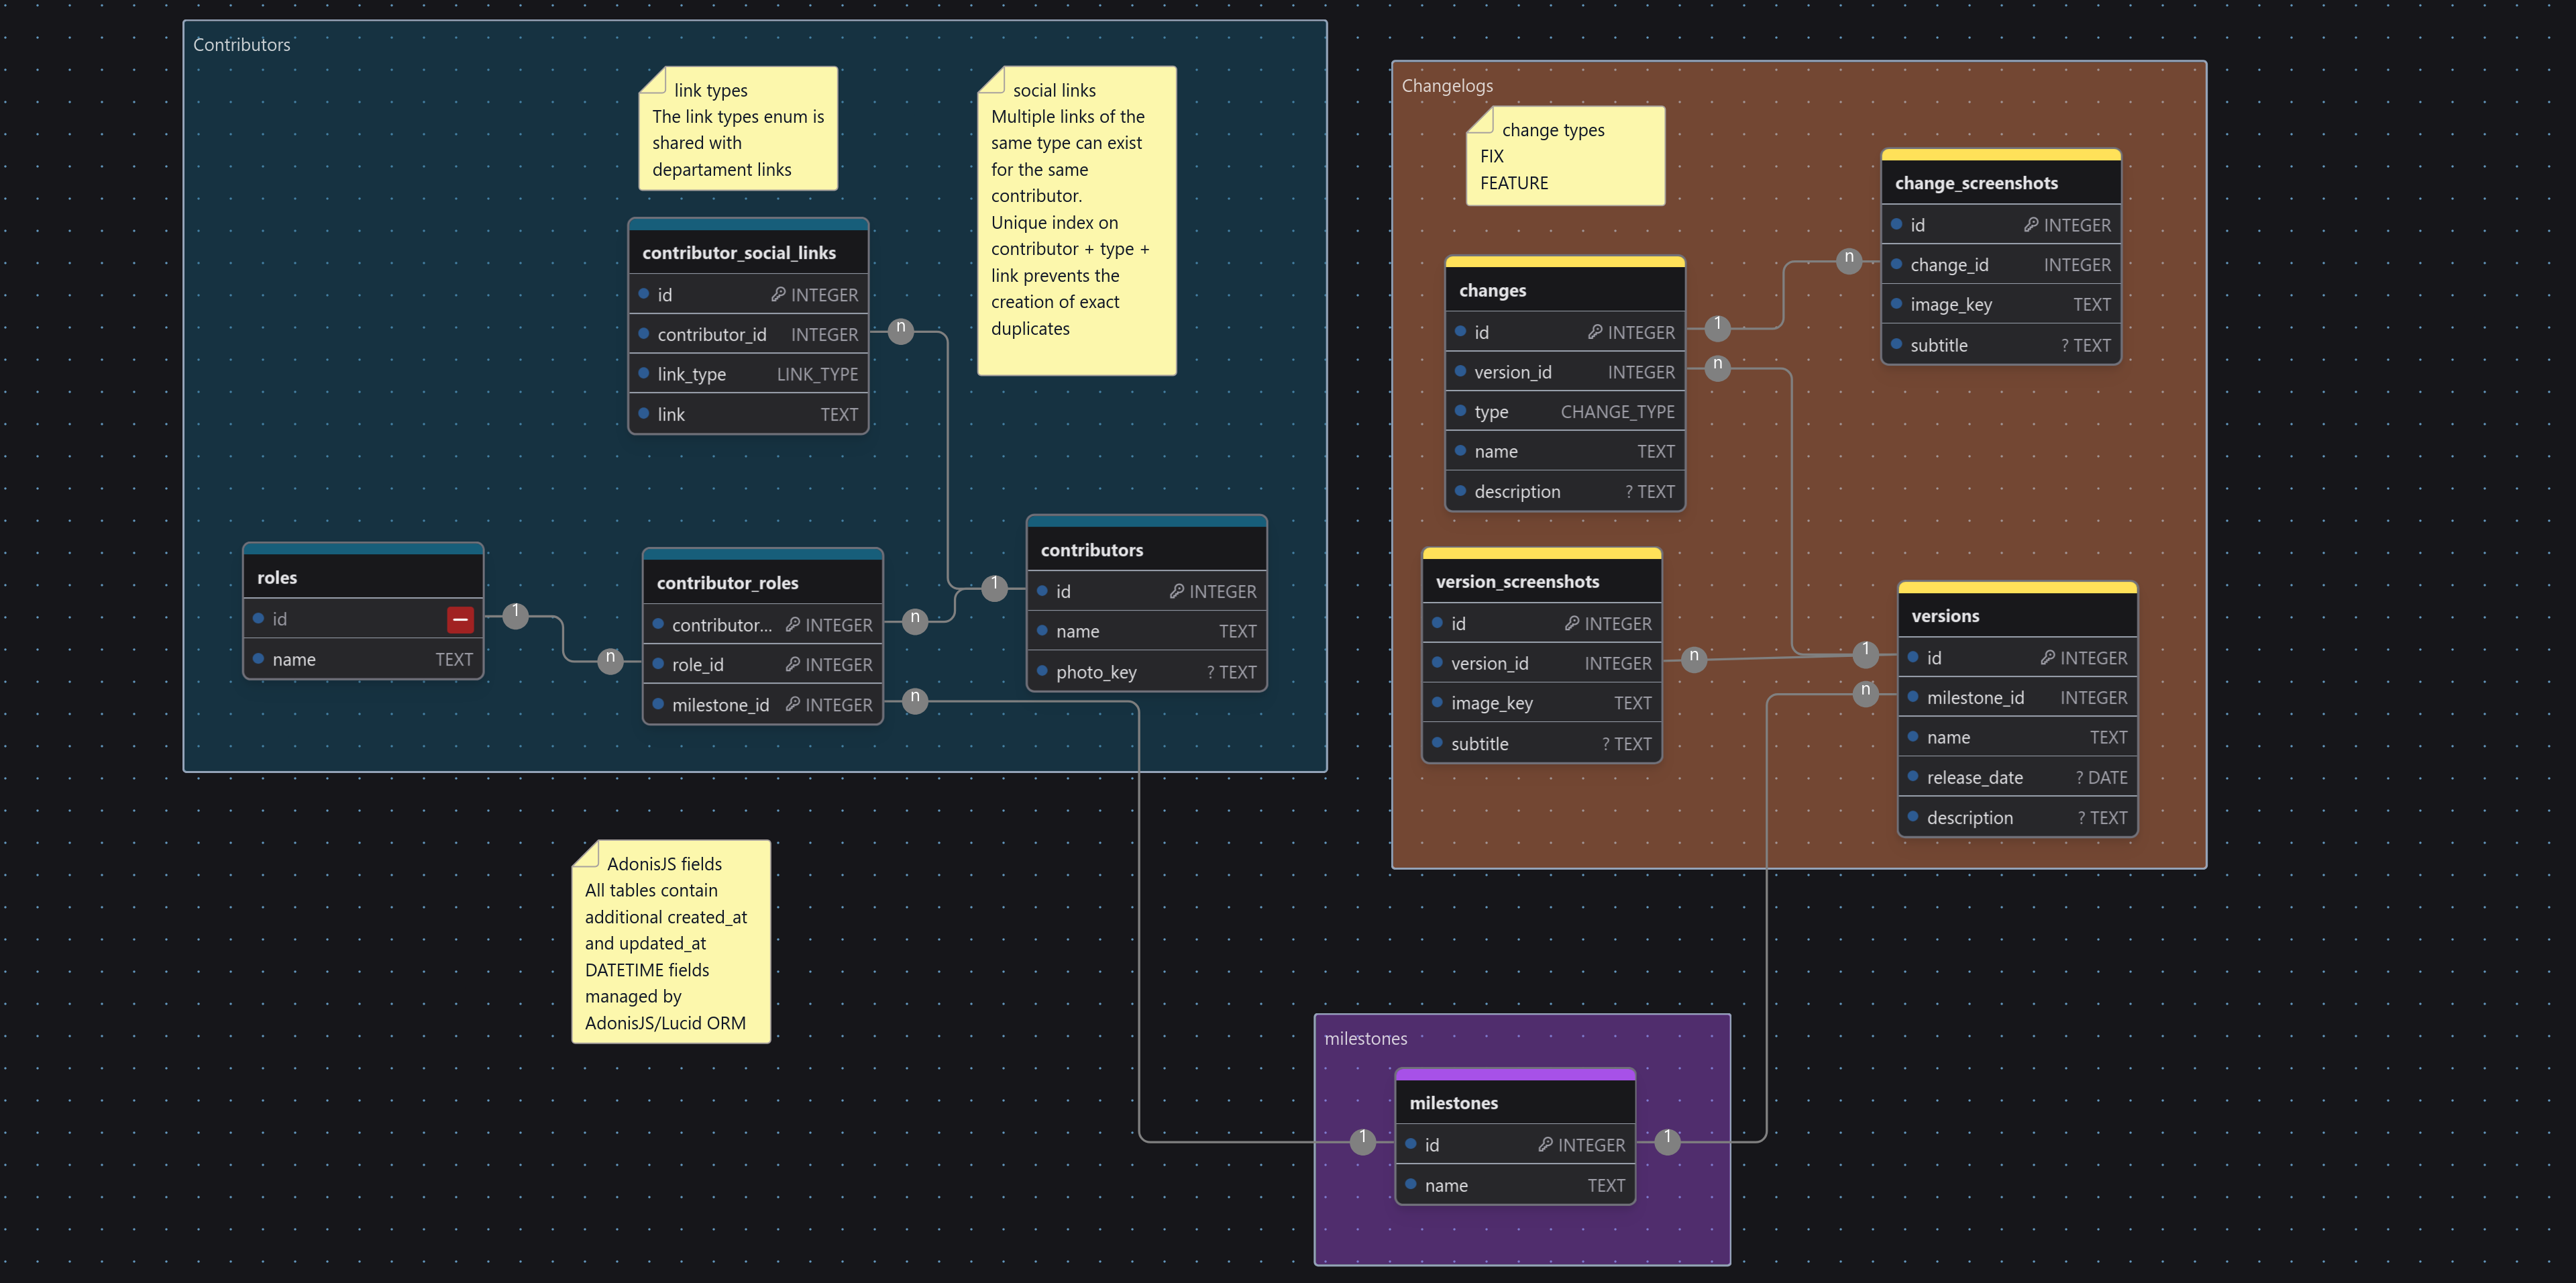 Contributors
link types
The link types enum is
shared with
departament links
social links
Multiple links of the
same type can exist
for the same
contributor.
Unique index on
contributor + type +
link prevents the
creation of exact
duplicates
contributor_social_links
id INTEGER
contributor_id INTEGER
link_type LINK_TYPE
link TEXT
n
roles
id
name TEXT
1
n
contributor_roles
contributor... INTEGER
role_id INTEGER
milestone_id INTEGER
n
n
1
contributors
id INTEGER
name TEXT
photo_key ? TEXT
AdonisJS fields
All tables contain
additional created_at
and updated_at
DATETIME fields
managed by
AdonisJS/Lucid ORM
Changelogs
change types
FIX
FEATURE
changes
id INTEGER
version_id INTEGER
type CHANGE_TYPE
name TEXT
description ? TEXT
1
n
n
change_screenshots
id INTEGER
change_id INTEGER
image_key TEXT
subtitle ? TEXT
version_screenshots
id INTEGER
version_id INTEGER
image_key TEXT
subtitle ? TEXT
n
1
n
versions
id INTEGER
milestone_id INTEGER
name TEXT
release_date ? DATE
description ? TEXT
milestones
milestones
1
id INTEGER
1
name TEXT